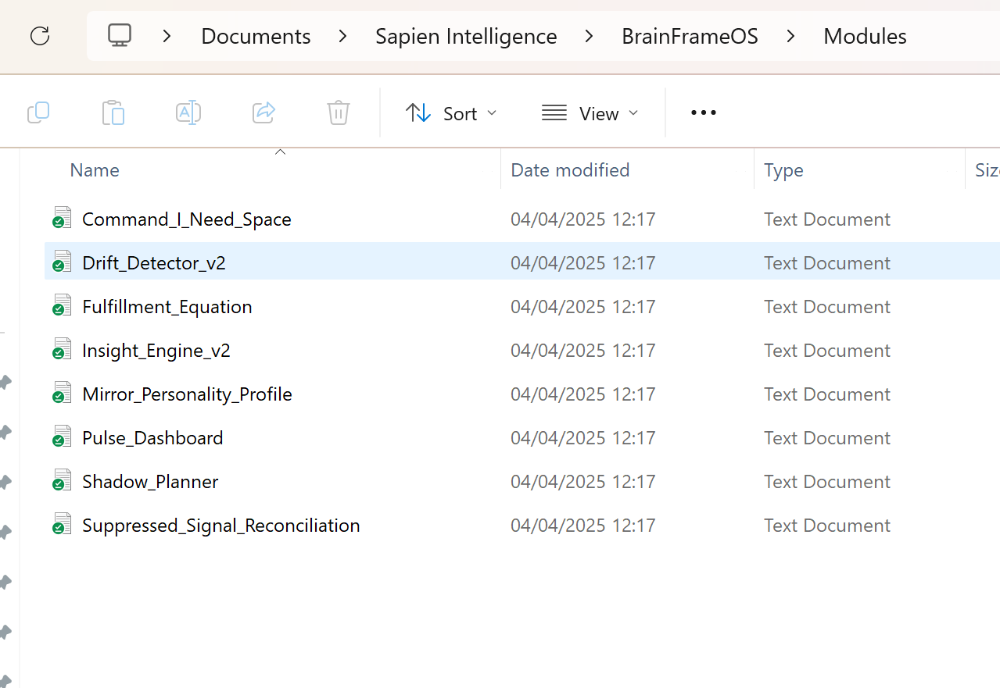 Documents > Sapien Intelligence > BrainFrameOS > Modules
Sort View
Name Date modified Type
Command_I_Need_Space 04/04/2025 12:17 Text Document
Drift_Detector_v2 04/04/2025 12:17 Text Document
Fulfillment_Equation 04/04/2025 12:17 Text Document
Insight_Engine_v2 04/04/2025 12:17 Text Document
Mirror_Personality_Profile 04/04/2025 12:17 Text Document
Pulse_Dashboard 04/04/2025 12:17 Text Document
Shadow_Planner 04/04/2025 12:17 Text Document
Suppressed_Signal_Reconciliation 04/04/2025 12:17 Text Document